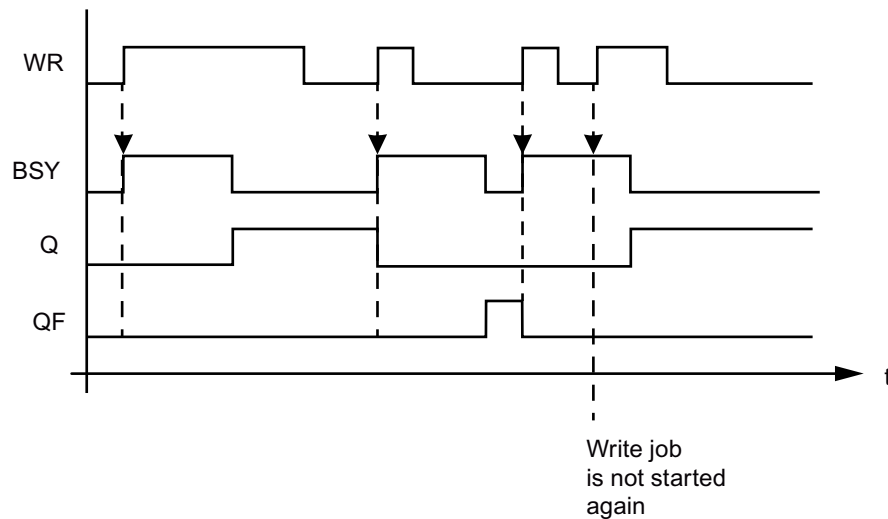 WR
BSY
Q
QF
t
Write job
is not started
again